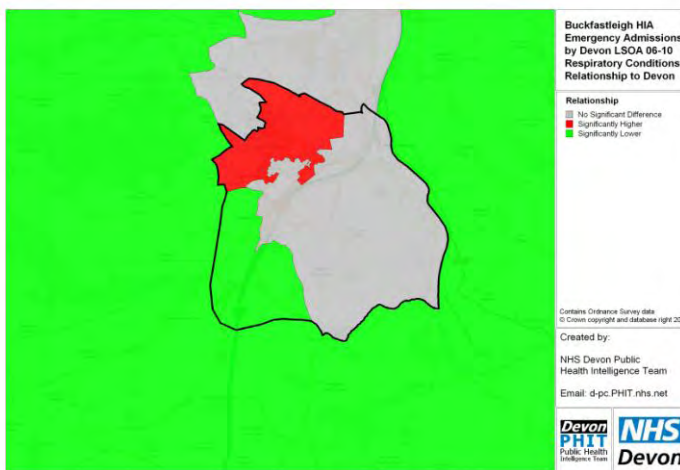 Buckfastleigh HIA
Emergency Admissions
by Devon LSOA 06-10
Respiratory Conditions
Relationship to Devon
Relationship
No Significant Difference
Significantly Higher
Significantly Lower
Contains Ordnance Survey data
© Crown copyright and database right 20
Created by:
NHS Devon Public
Health Intelligence Team
Email: d-pc.PHIT.nhs.net
Devon
PHIT
Public Health
Intelligence Team
NHS
Devon